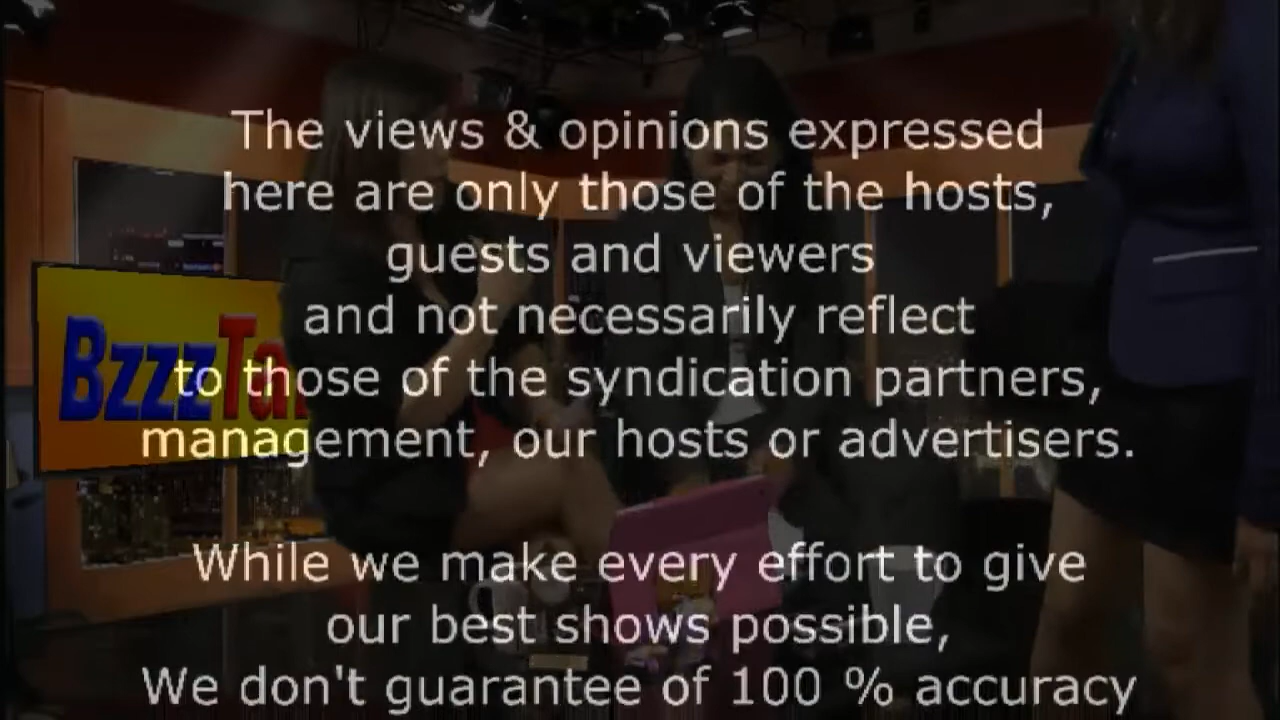 The views & opinions expressed
here are only those of the hosts,
guests and viewers
and not necessarily reflect
to those of the syndication partners,
management, our hosts or advertisers.
While we make every effort to give
our best shows possible,
We don't guarantee of 100 % accuracy
BzzzTa